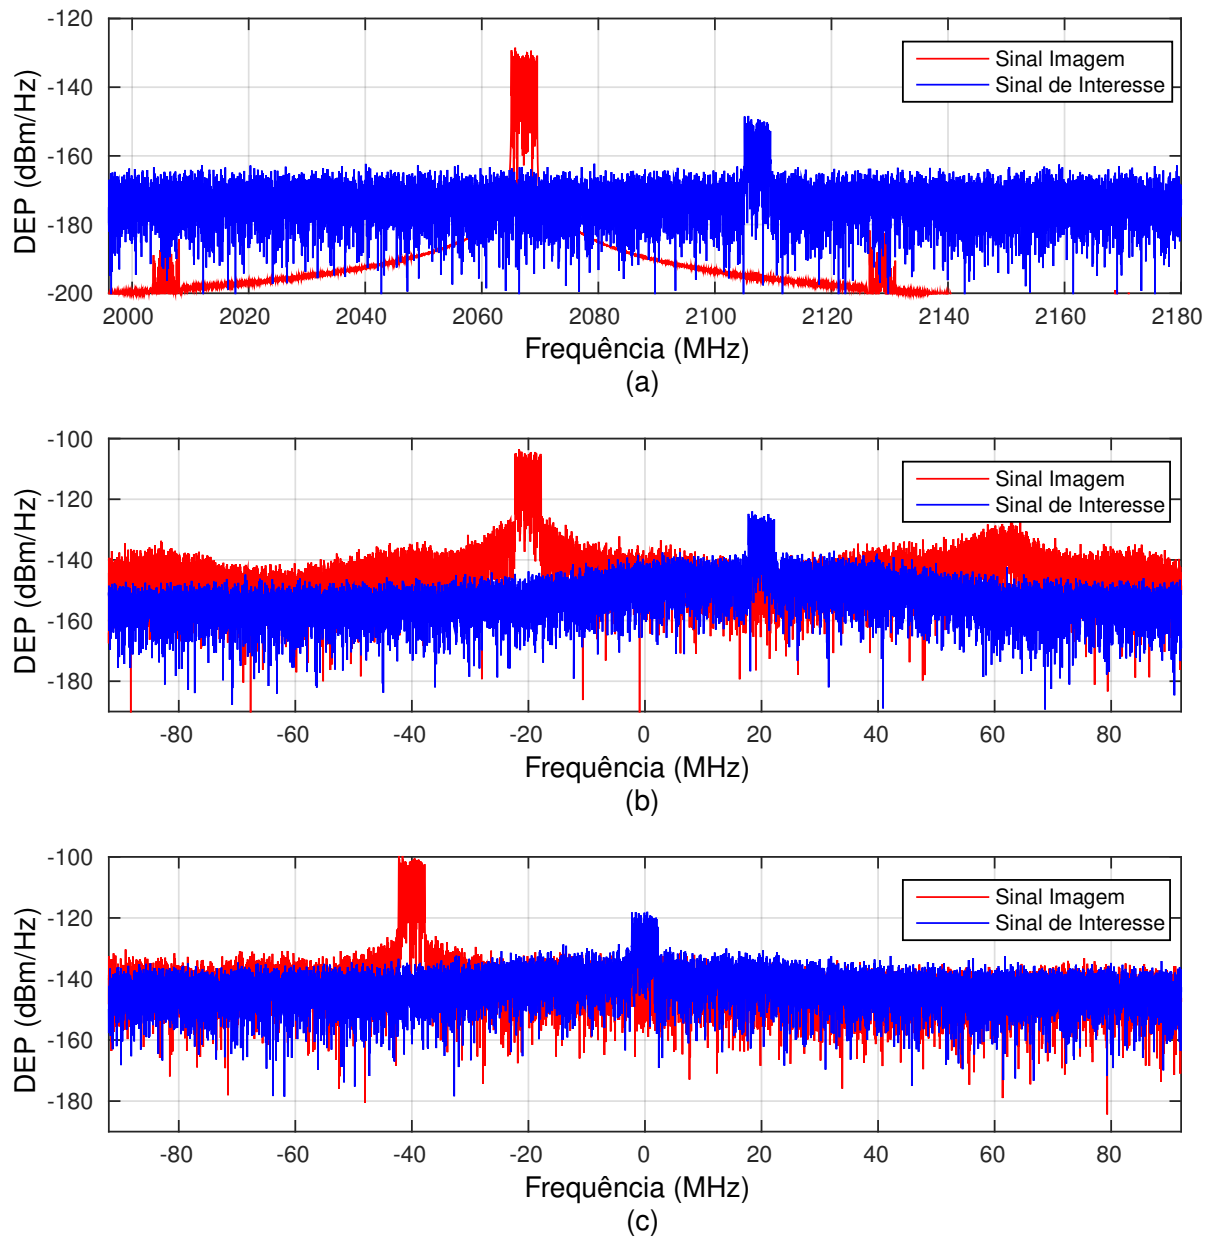 -120
-140
-160
-180
-200
DEP (dBm/Hz)
Sinal Imagem
Sinal de Interesse
2000 2020 2040 2060 2080 2100 2120 2140 2160 2180
Frequência (MHz)
(a)
-100
-120
-140
-160
-180
DEP (dBm/Hz)
Sinal Imagem
Sinal de Interesse
-80 -60 -40 -20 0 20 40 60 80
Frequência (MHz)
(b)
-100
-120
-140
-160
-180
DEP (dBm/Hz)
Sinal Imagem
Sinal de Interesse
-80 -60 -40 -20 0 20 40 60 80
Frequência (MHz)
(c)